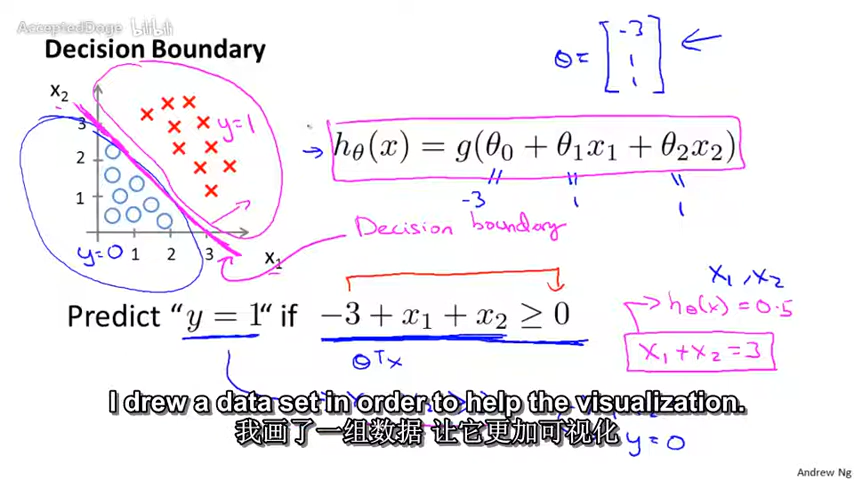 AcceptedDoge bilibili
Decision Boundary
θ = [-3 1 1]
x₂
3
2
1
y=1
y=0
1 2 3
x₁
h_θ(x) = g(θ₀ + θ₁x₁ + θ₂x₂)
-3
1
1
Decision boundary
Predict “y = 1“ if -3 + x₁ + x₂ ≥ 0
θᵀx
x₁, x₂
h_θ(x) = 0.5
x₁ + x₂ = 3
I drew a data set in order to help the visualization.
我画了一组数据 让它更加可视化
y=0
Andrew Ng